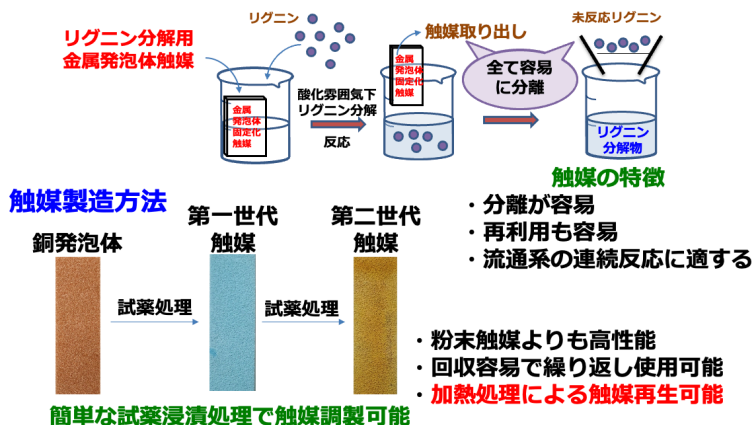 リグニン分解用
金属発泡体触媒
リグニン
金属
発泡体
固定化
触媒
酸化雰囲気下
リグニン分解
反応
触媒取り出し
金属
発泡体
固定化
触媒
全て容易
に分離
未反応リグニン
リグニン
分解物
触媒の特徴
・分離が容易
・再利用も容易
・流通系の連続反応に適する
触媒製造方法
銅発泡体
試薬処理
第一世代
触媒
試薬処理
第二世代
触媒
・粉末触媒よりも高性能
・回収容易で繰り返し使用可能
・加熱処理による触媒再生可能
簡単な試薬浸漬処理で触媒調製可能